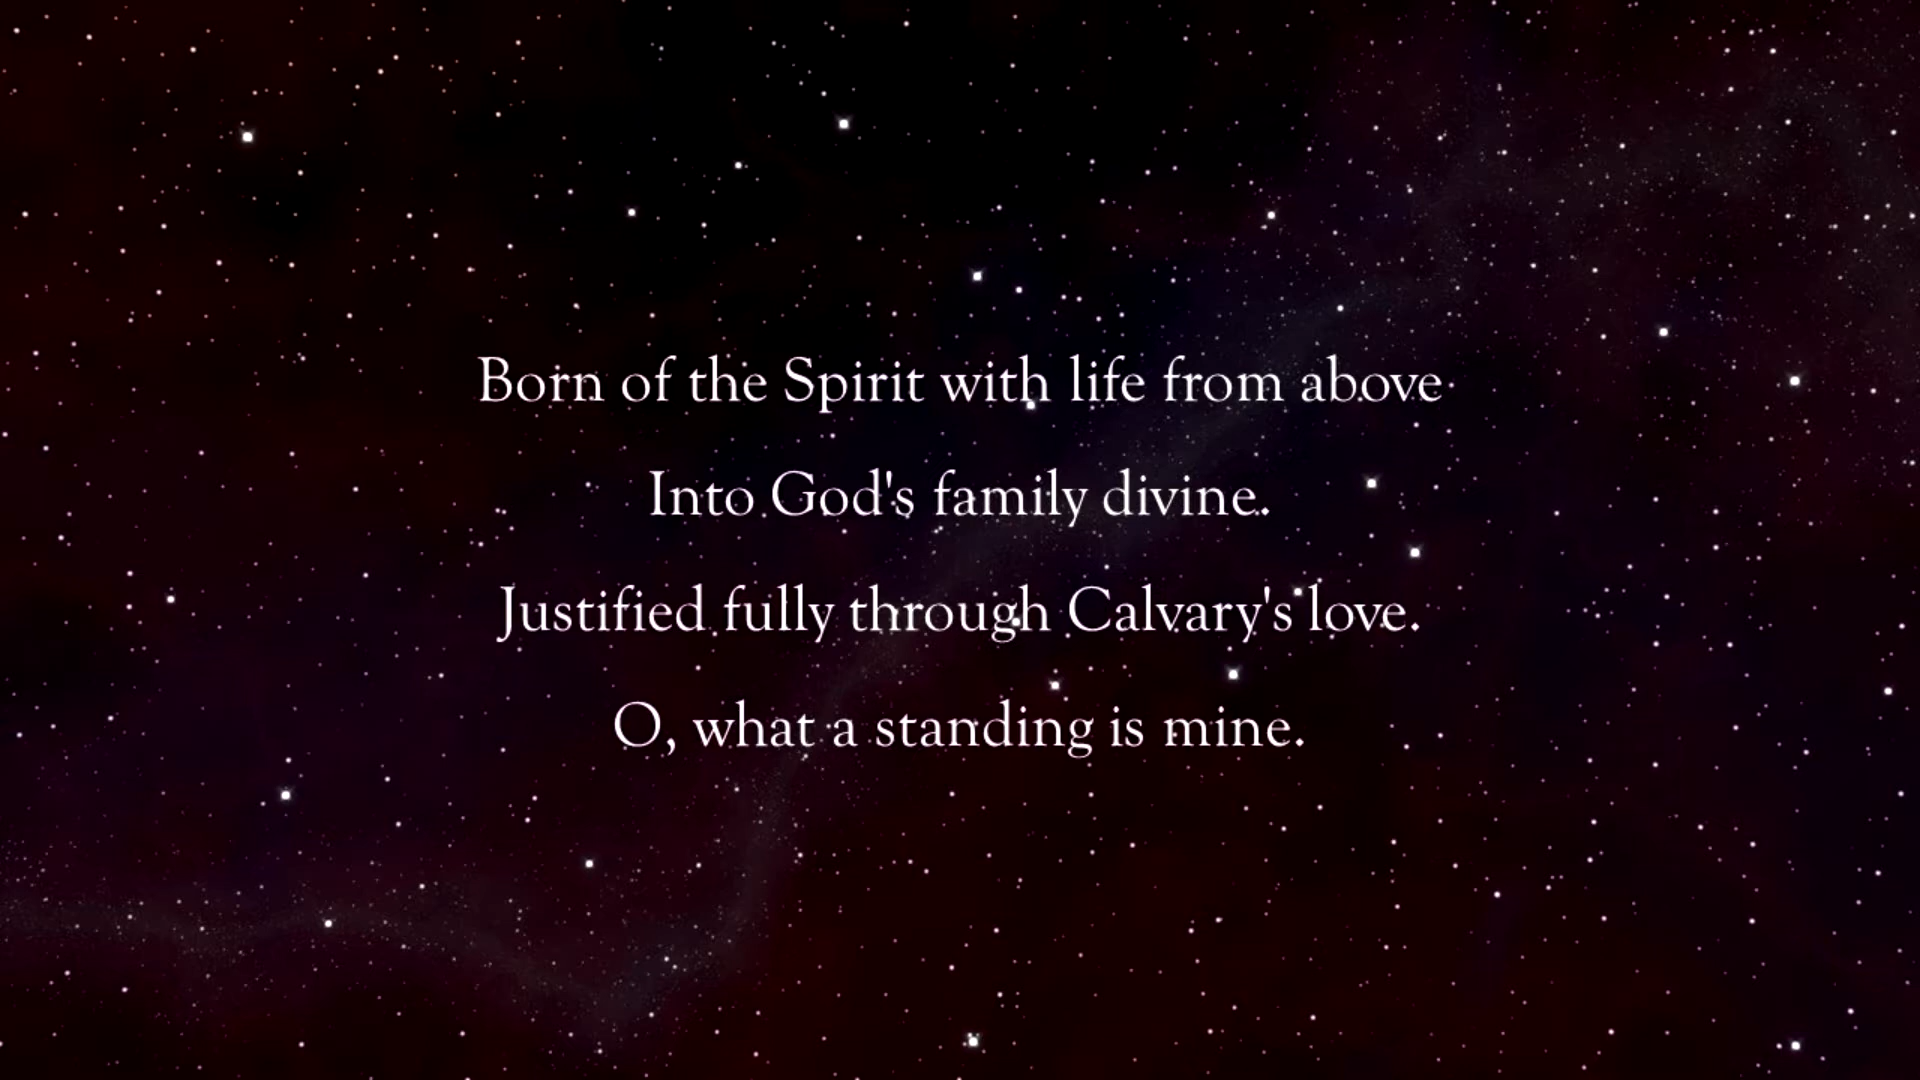 Born of the Spirit with life from above
Into God's family divine.
Justified fully through Calvary's love.
O, what a standing is mine.